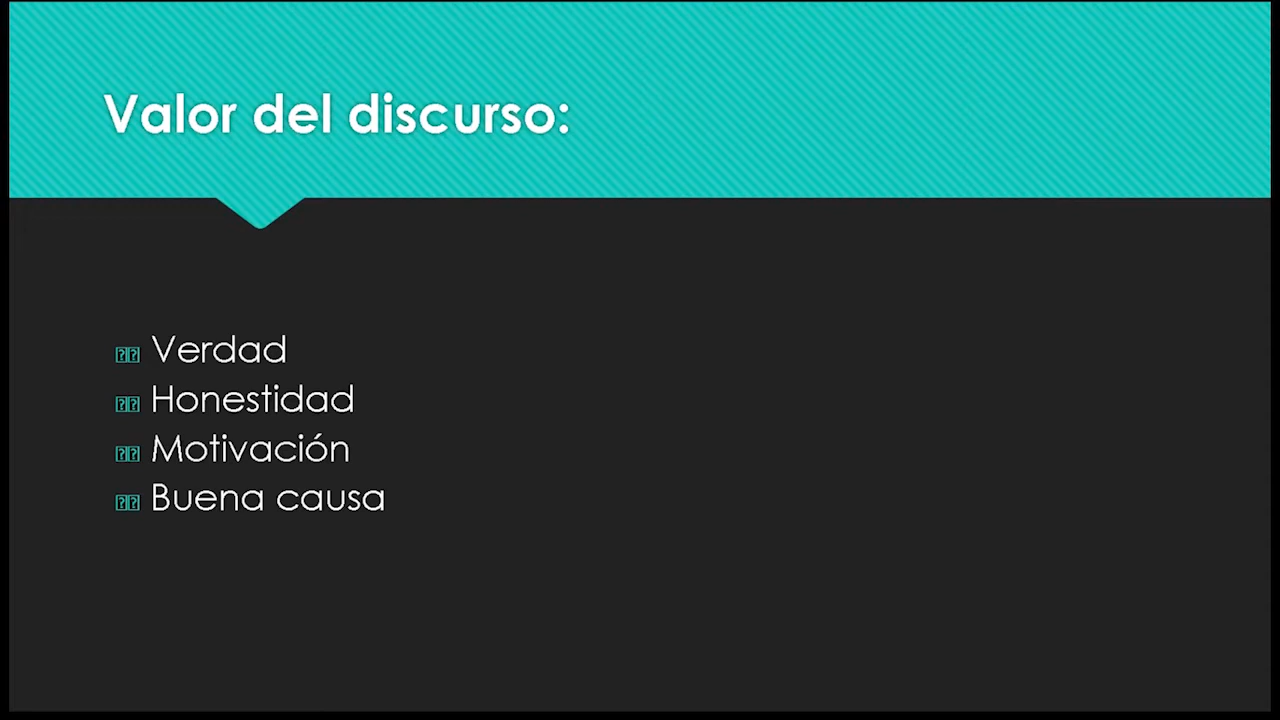 Valor del discurso:
Verdad
Honestidad
Motivación
Buena causa